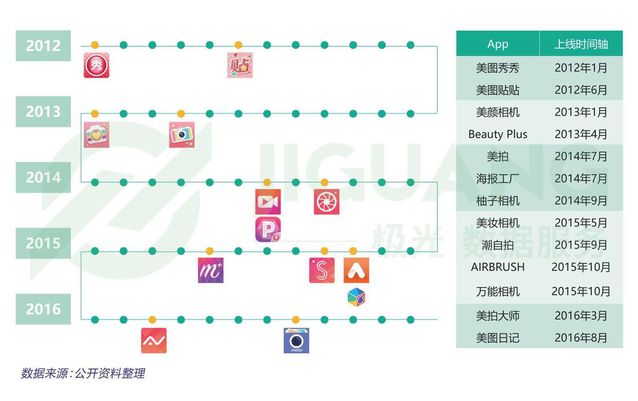 2012
2013
2014
2015
2016
秀
贴
P
m+
S
App 上线时间轴
美图秀秀 2012年1月
美图贴贴 2012年6月
美颜相机 2013年1月
Beauty Plus 2013年4月
美拍 2014年7月
海报工厂 2014年7月
柚子相机 2014年9月
美妆相机 2015年5月
潮自拍 2015年9月
AIRBRUSH 2015年10月
万能相机 2015年10月
美拍大师 2016年3月
美图日记 2016年8月
JIGUANG
极光 数据服务
数据来源：公开资料整理